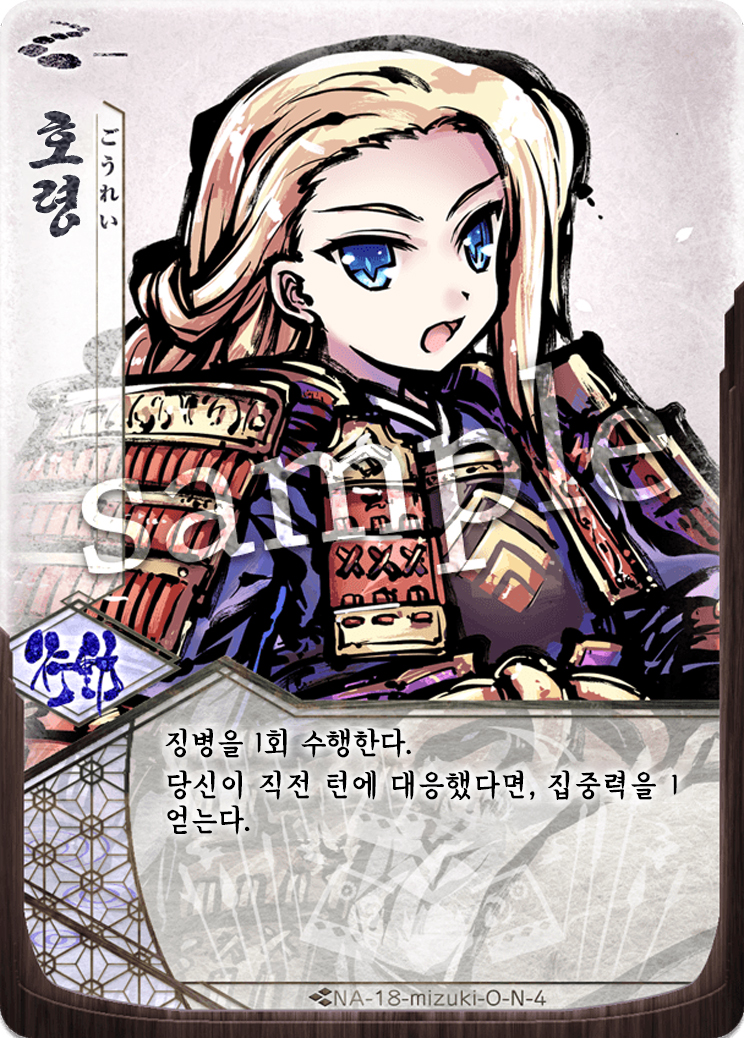 호령
ごうれい
sample
行動
징병을 1회 수행한다.
당신이 직전 턴에 대응했다면, 집중력을 1
얻는다.
NA-18-mizuki-O-N-4